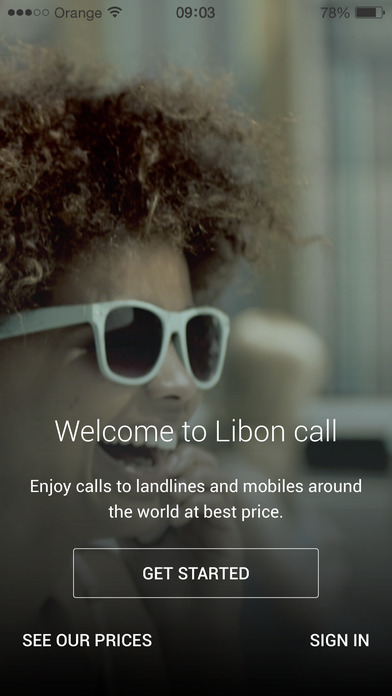 Orange 09:03 78%
Welcome to Libon call
Enjoy calls to landlines and mobiles around
the world at best price.
GET STARTED
SEE OUR PRICES SIGN IN